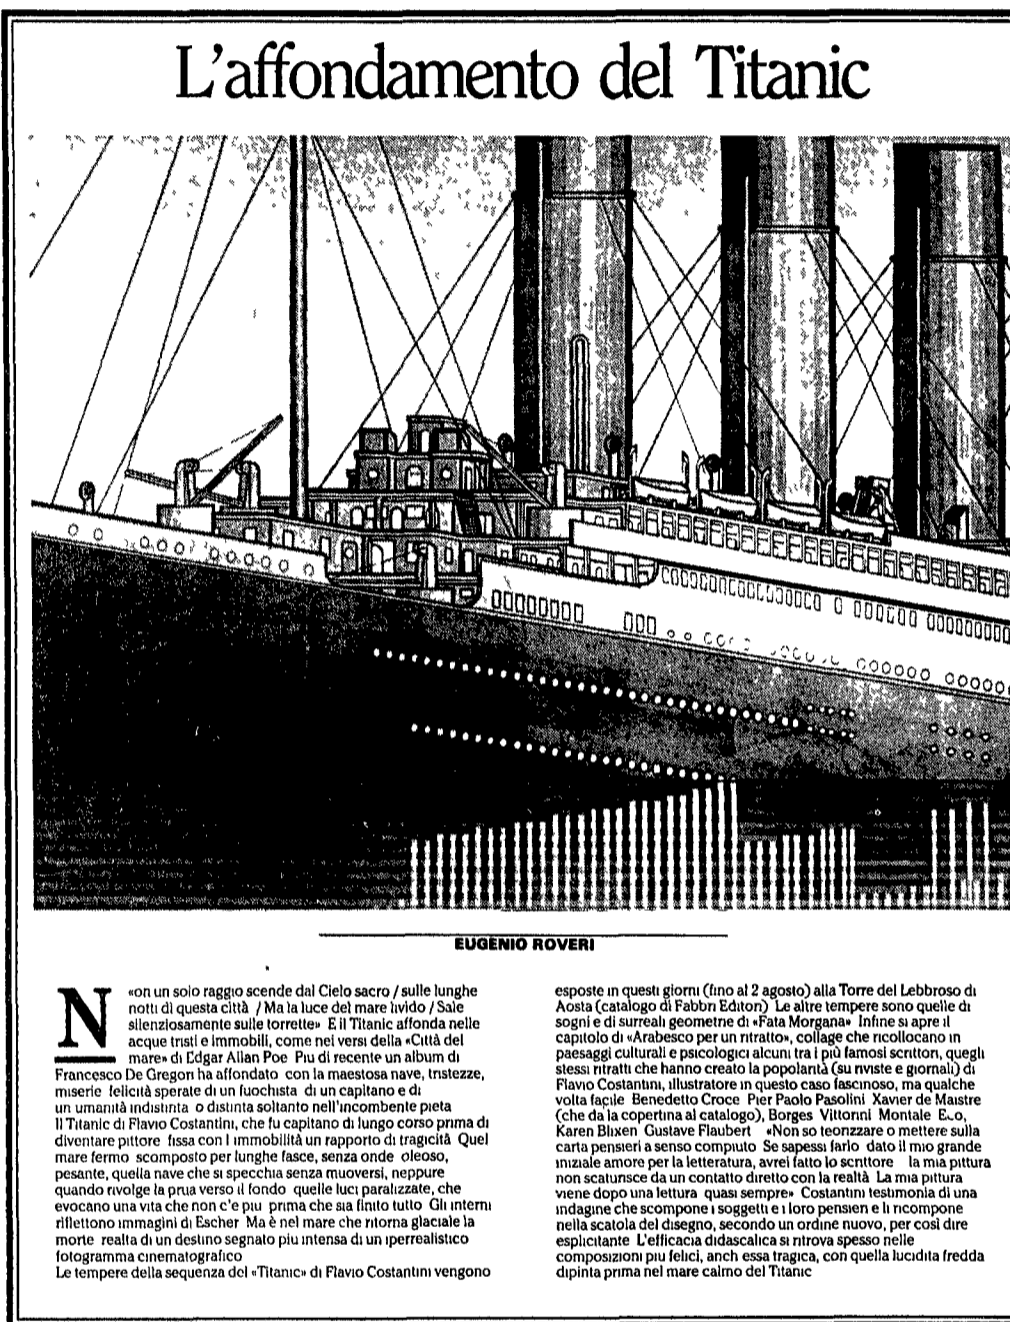 L'affondamento del Titanic
EUGENIO ROVERI
N «on un solo raggio scende dal Cielo sacro / sulle lunghe
notti di questa città / Ma la luce del mare livido / Sale
silenziosamente sulle torrette» E il Titanic affonda nelle
acque tristi e immobili, come nei versi della «Città del
mare» di Edgar Allan Poe Piu di recente un album di
Francesco De Gregori ha affondato con la maestosa nave, tristezze,
miserie felicità sperate di un fuochista di un capitano e di
un umanità indistinta o distinta soltanto nell'incombente pieta
Il Titanic di Flavio Costantini, che fu capitano di lungo corso prima di
diventare pittore fissa con l immobilità un rapporto di tragicità Quel
mare fermo scomposto per lunghe fasce, senza onde oleoso,
pesante, quella nave che si specchia senza muoversi, neppure
quando rivolge la prua verso il fondo quelle luci paralizzate, che
evocano una vita che non c'e piu prima che sia finito tutto Gli interni
riflettono immagini di Escher Ma è nel mare che ritorna glaciale la
morte realta di un destino segnato piu intensa di un iperrealistico
fotogramma cinematografico
Le tempere della sequenza del «Titanic» di Flavio Costantini vengono
esposte in questi giorni (fino al 2 agosto) alla Torre del Lebbroso di
Aosta (catalogo di Fabbri Editori) Le altre tempere sono quelle di
sogni e di surreali geometrie di «Fata Morgana» Infine si apre il
capitolo di «Arabesco per un ritratto», collage che ricollocano in
paesaggi culturali e psicologici alcuni tra i più famosi scrittori, quegli
stessi ritratti che hanno creato la popolarità (su riviste e giornali) di
Flavio Costantini, illustratore in questo caso fascinoso, ma qualche
volta facile Benedetto Croce Pier Paolo Pasolini Xavier de Maistre
(che da la copertina al catalogo), Borges Vittorini Montale Eco,
Karen Blixen Gustave Flaubert «Non so teorizzare o mettere sulla
carta pensieri a senso compiuto Se sapessi farlo dato il mio grande
iniziale amore per la letteratura, avrei fatto lo scrittore la mia pittura
non scaturisce da un contatto diretto con la realtà La mia pittura
viene dopo una lettura quasi sempre» Costantini testimonia di una
indagine che scompone i soggetti e i loro pensieri e li ricompone
nella scatola del disegno, secondo un ordine nuovo, per così dire
esplicitante L'efficacia didascalica si ritrova spesso nelle
composizioni piu felici, anch essa tragica, con quella lucidita fredda
dipinta prima nel mare calmo del Titanic